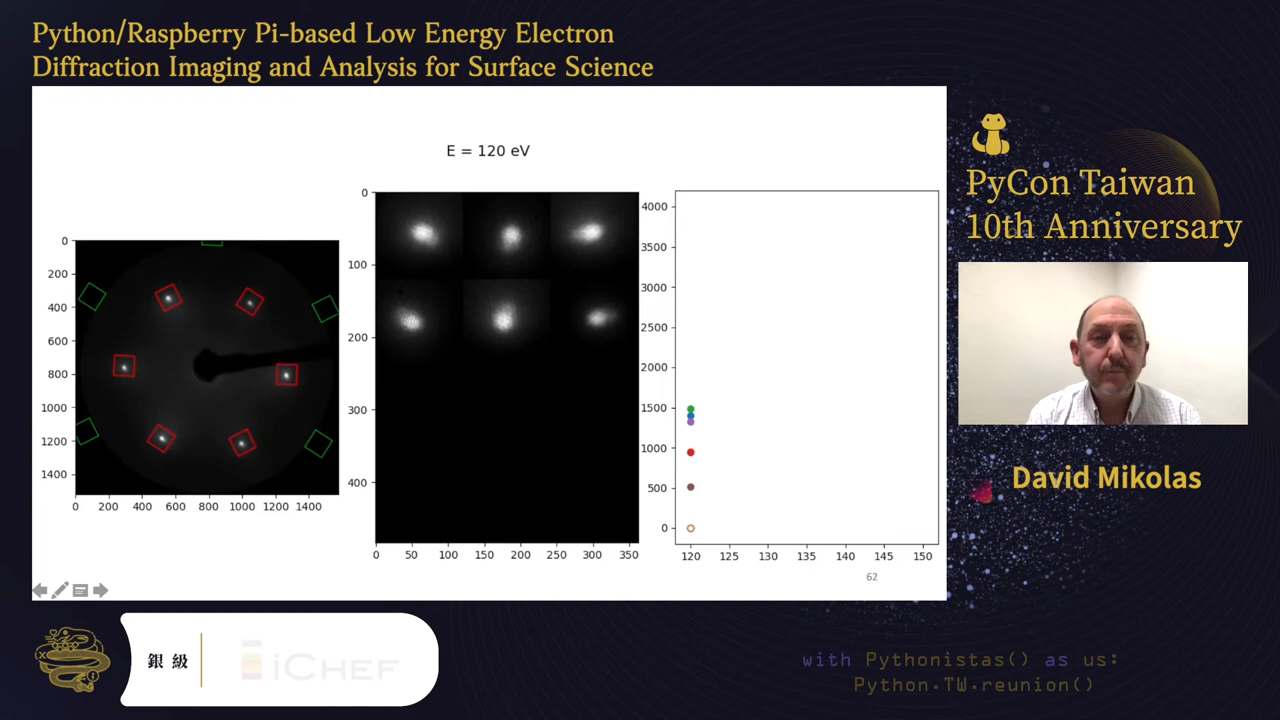 Python/Raspberry Pi-based Low Energy Electron
Diffraction Imaging and Analysis for Surface Science
E = 120 eV
0
200
400
600
800
1000
1200
1400
0 200 400 600 800 1000 1200 1400
0
100
200
300
400
0 50 100 150 200 250 300 350
4000
3500
3000
2500
2000
1500
1000
500
0
120 125 130 135 140 145 150
62
PyCon Taiwan
10th Anniversary
David Mikolas
銀級
iCHEF
with Pythonistas() as us:
Python.TW.reunion()